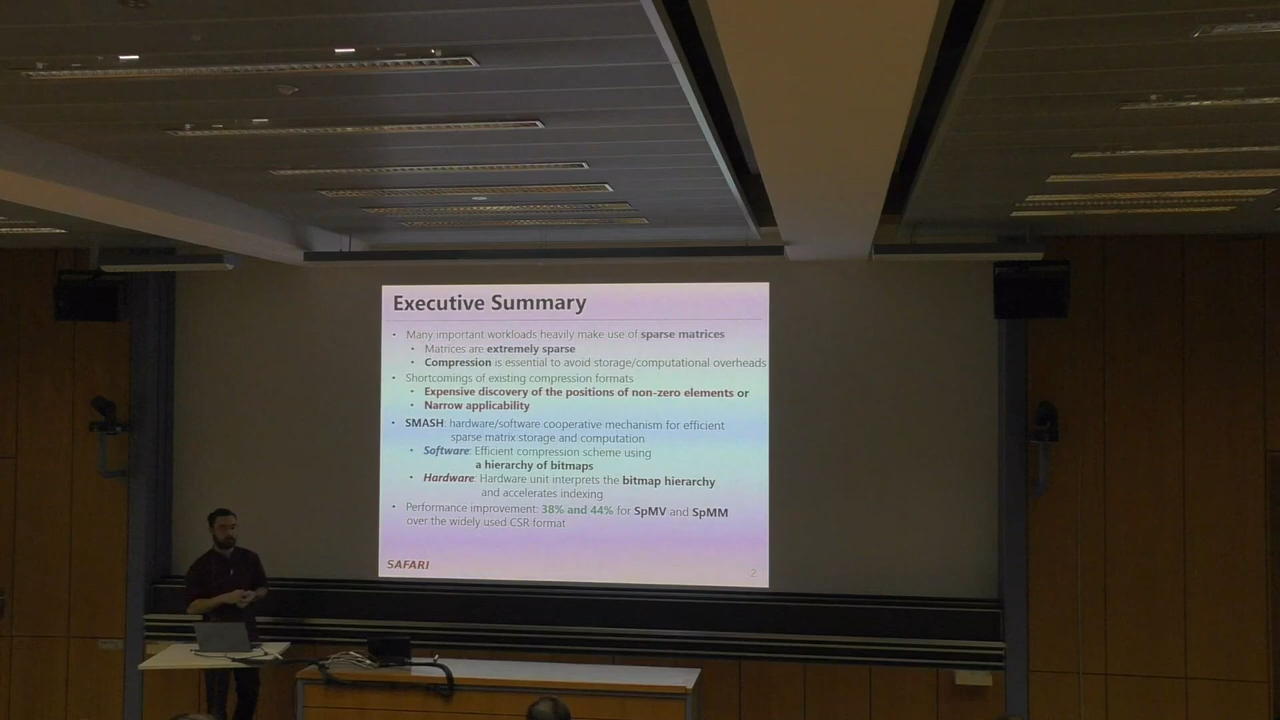 Executive Summary
• Many important workloads heavily make use of sparse matrices
• Matrices are extremely sparse
• Compression is essential to avoid storage/computational overheads
• Shortcomings of existing compression formats
• Expensive discovery of the positions of non-zero elements or
• Narrow applicability
• SMASH: hardware/software cooperative mechanism for efficient
sparse matrix storage and computation
• Software: Efficient compression scheme using
a hierarchy of bitmaps
• Hardware: Hardware unit interprets the bitmap hierarchy
and accelerates indexing
• Performance improvement: 38% and 44% for SpMV and SpMM
over the widely used CSR format
SAFARI
2